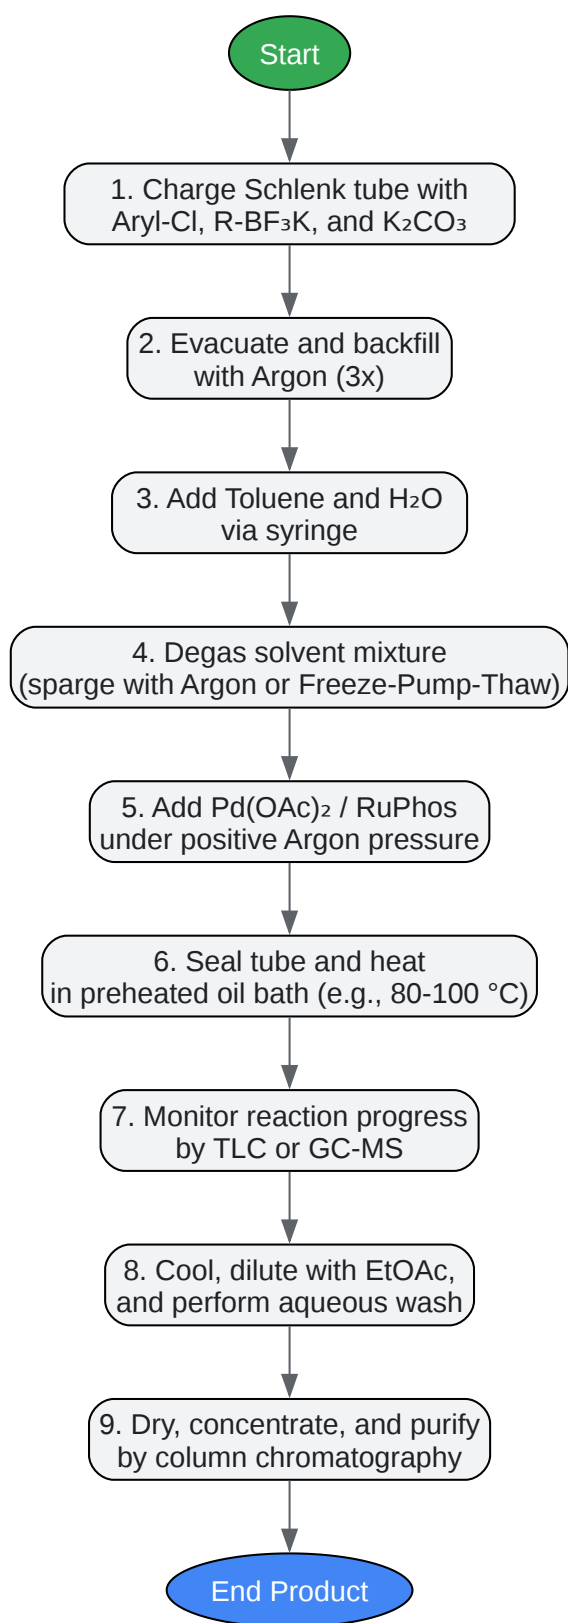 Start
1. Charge Schlenk tube with
Aryl-Cl, R-BF₃K, and K₂CO₃
2. Evacuate and backfill
with Argon (3x)
3. Add Toluene and H₂O
via syringe
4. Degas solvent mixture
(sparge with Argon or Freeze-Pump-Thaw)
5. Add Pd(OAc)₂ / RuPhos
under positive Argon pressure
6. Seal tube and heat
in preheated oil bath (e.g., 80-100 °C)
7. Monitor reaction progress
by TLC or GC-MS
8. Cool, dilute with EtOAc,
and perform aqueous wash
9. Dry, concentrate, and purify
by column chromatography
End Product